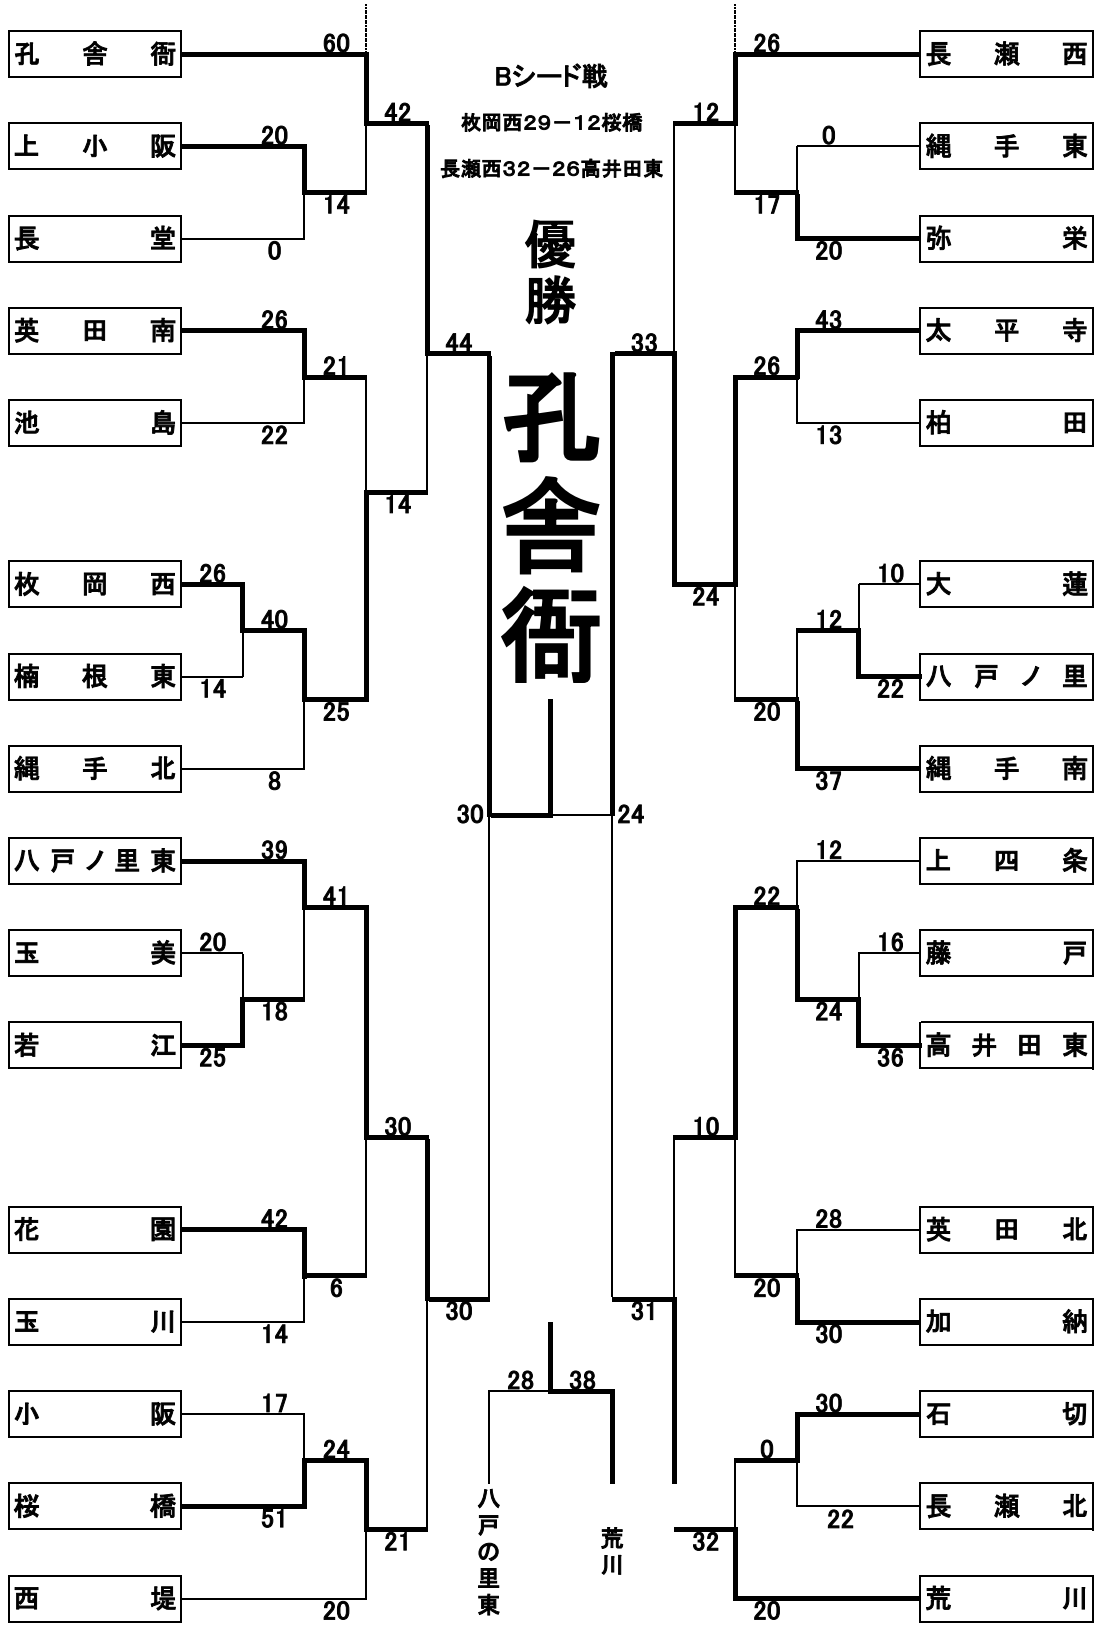 60
26
孔舎衙
長瀬西
Bシード戦
42
12
枚岡西29－12桜橋
上小阪
20
0
縄手東
長瀬西32－26高井田東
14
17
長堂
0
20
弥栄
優勝
英田南
26
43
太平寺
44
33
21
26
池島
22
13
柏田
孔舎衙
14
枚岡西
26
10
大蓮
24
40
12
楠根東
14
22
八戸ノ里
25
20
縄手北
8
37
縄手南
30
24
八戸ノ里東
39
12
上四条
41
22
玉美
20
16
藤戸
18
24
若江
25
36
高井田東
30
10
花園
42
28
英田北
6
20
30
31
玉川
14
30
加納
28
38
小阪
17
30
石切
24
0
桜橋
51
22
長瀬北
八戸の里東
荒川
21
32
西堤
20
20
荒川